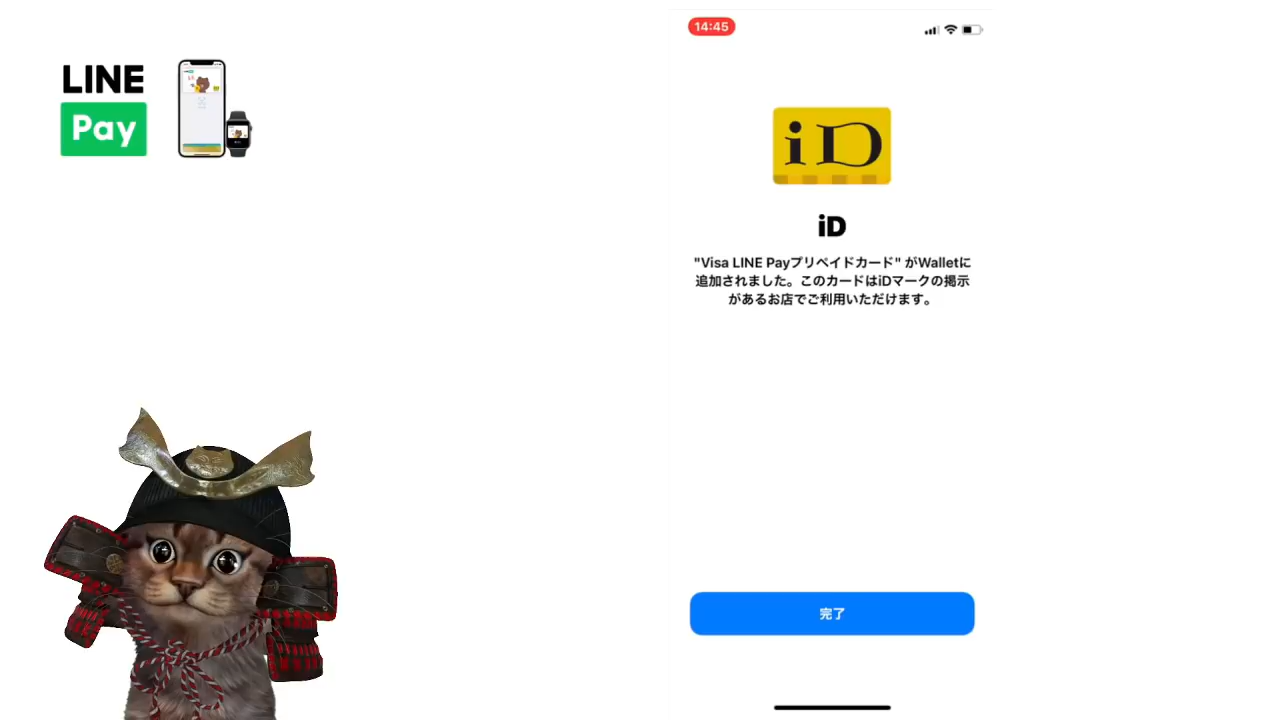 LINE
Pay
14:45
iD
iD
"Visa LINE Payプリペイドカード" がWalletに
追加されました。このカードはiDマークの掲示
があるお店でご利用いただけます。
完了